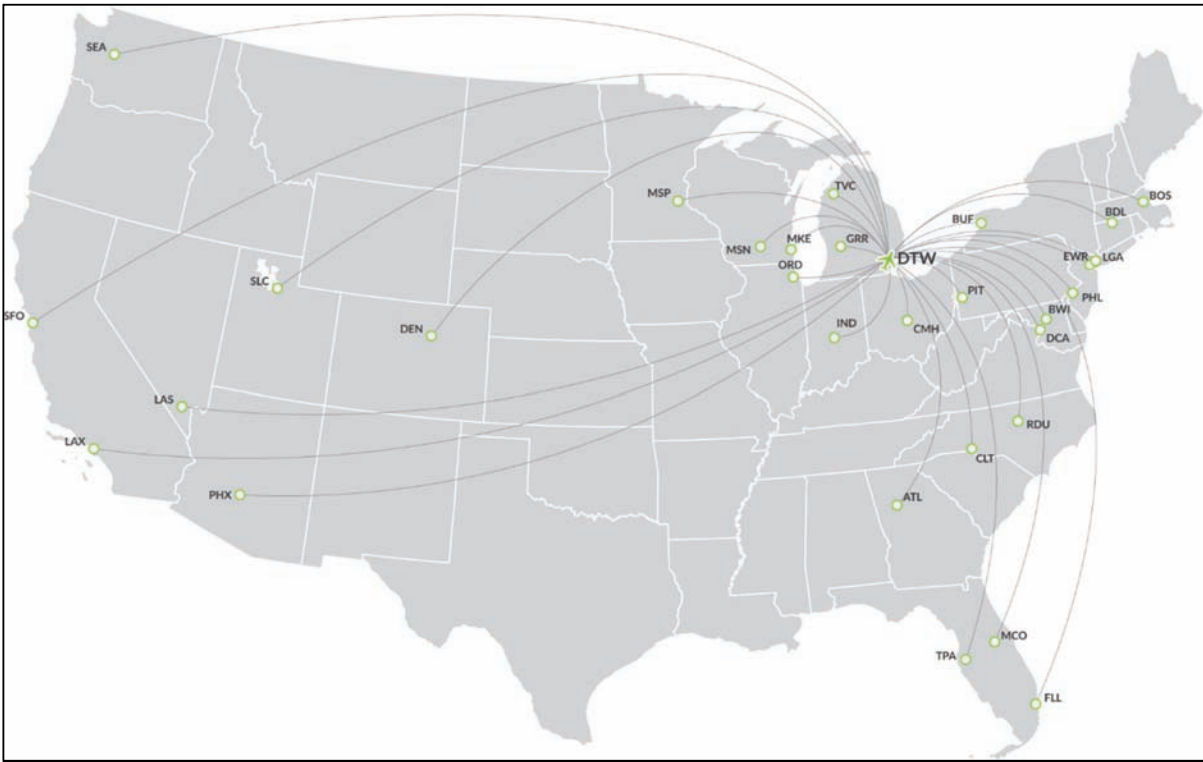 SEA
MSP
TVC
BUF
BOS
BDL
MSN
MKE
GRR
DTW
EWR
LGA
ORD
SLC
PIT
PHL
SFO
DEN
IND
CMH
BWI
DCA
LAS
RDU
LAX
CLT
PHX
ATL
MCO
TPA
FLL